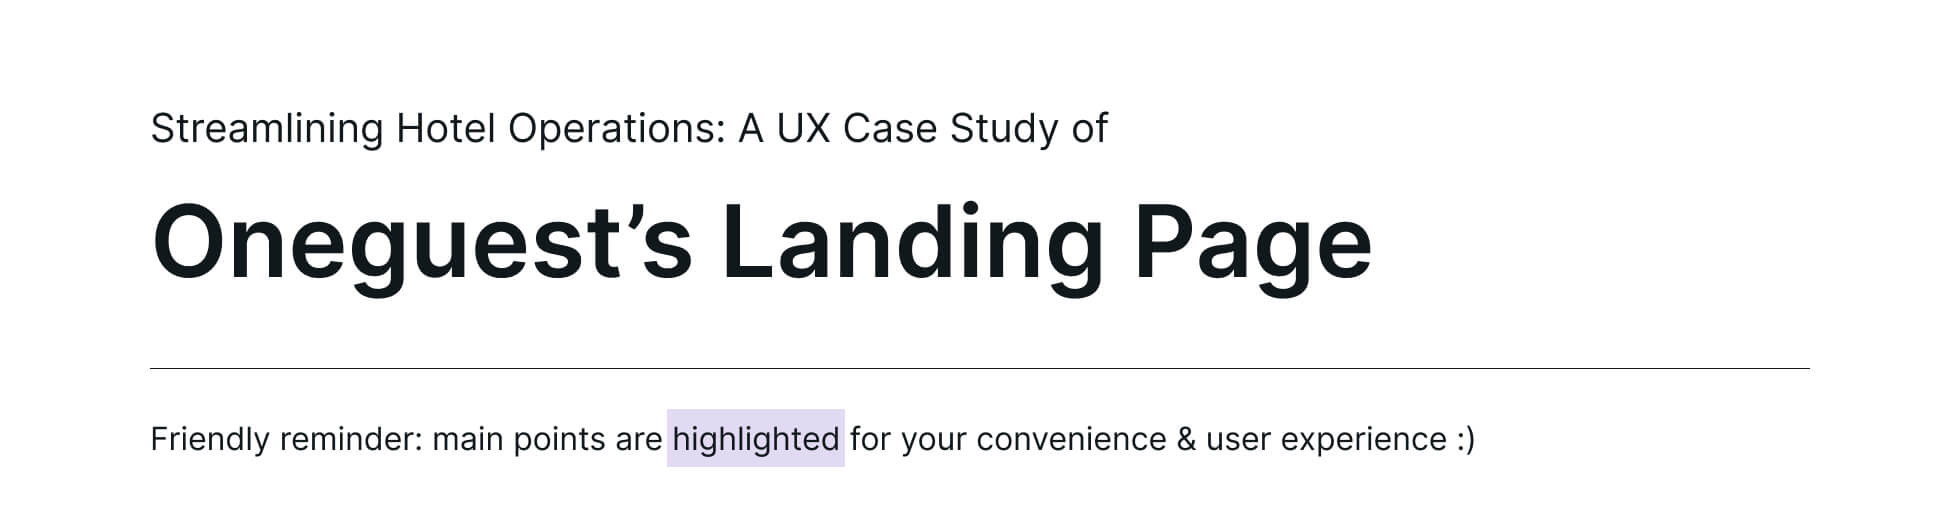 Streamlining Hotel Operations: A UX Case Study of
Oneguest’s Landing Page
Friendly reminder: main points are highlighted for your convenience & user experience :)